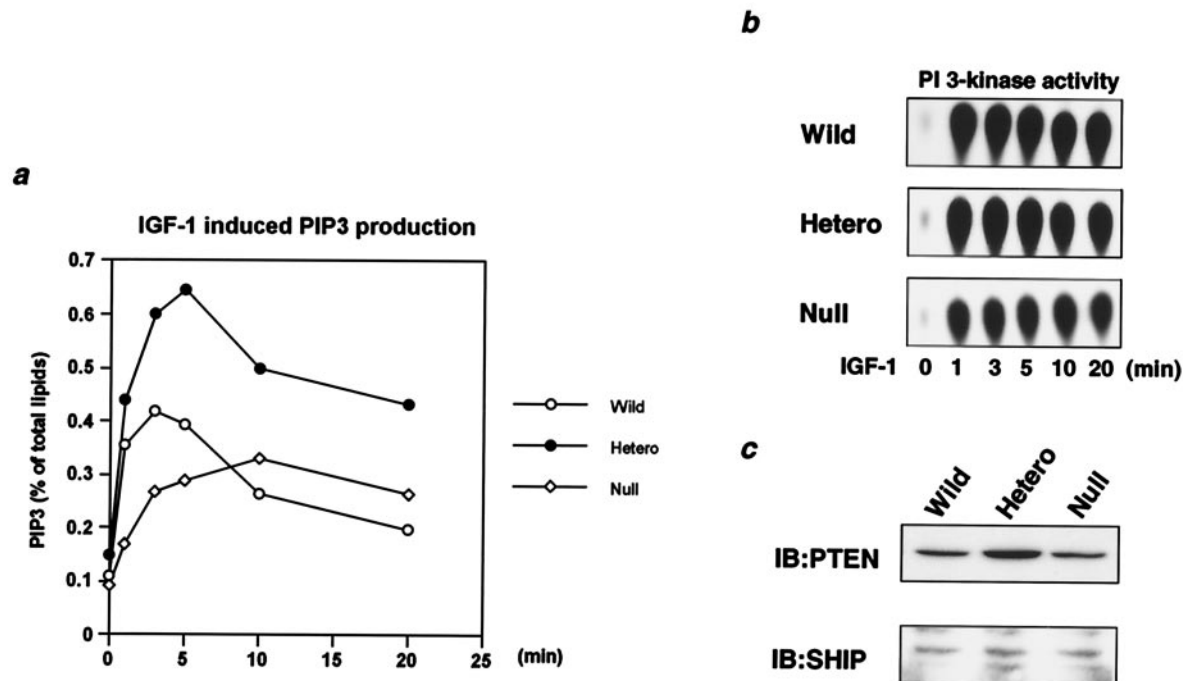 a
IGF-1 induced PIP3 production
PIP3 (% of total lipids)
0.7
0.6
0.5
0.4
0.3
0.2
0.1
0
0 5 10 15 20 25 (min)
Wild
Hetero
Null
b
PI 3-kinase activity
Wild
Hetero
Null
IGF-1 0 1 3 5 10 20 (min)
c
Wild Hetero Null
IB:PTEN
IB:SHIP